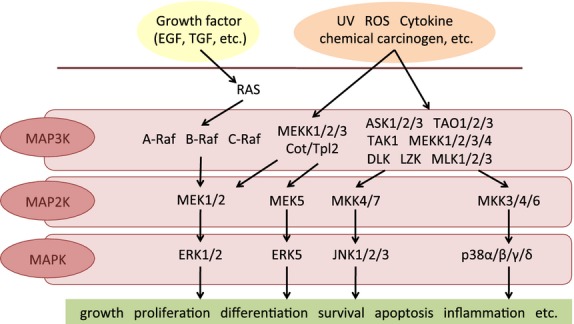 Growth factor
(EGF, TGF, etc.)
UV ROS Cytokine
chemical carcinogen, etc.
RAS
MAP3K
A-Raf B-Raf C-Raf
MEKK1/2/3
Cot/Tpl2
ASK1/2/3 TAO1/2/3
TAK1 MEKK1/2/3/4
DLK LZK MLK1/2/3
MAP2K
MEK1/2
MEK5
MKK4/7
MKK3/4/6
MAPK
ERK1/2
ERK5
JNK1/2/3
p38α/β/γ/δ
growth proliferation differentiation survival apoptosis inflammation etc.